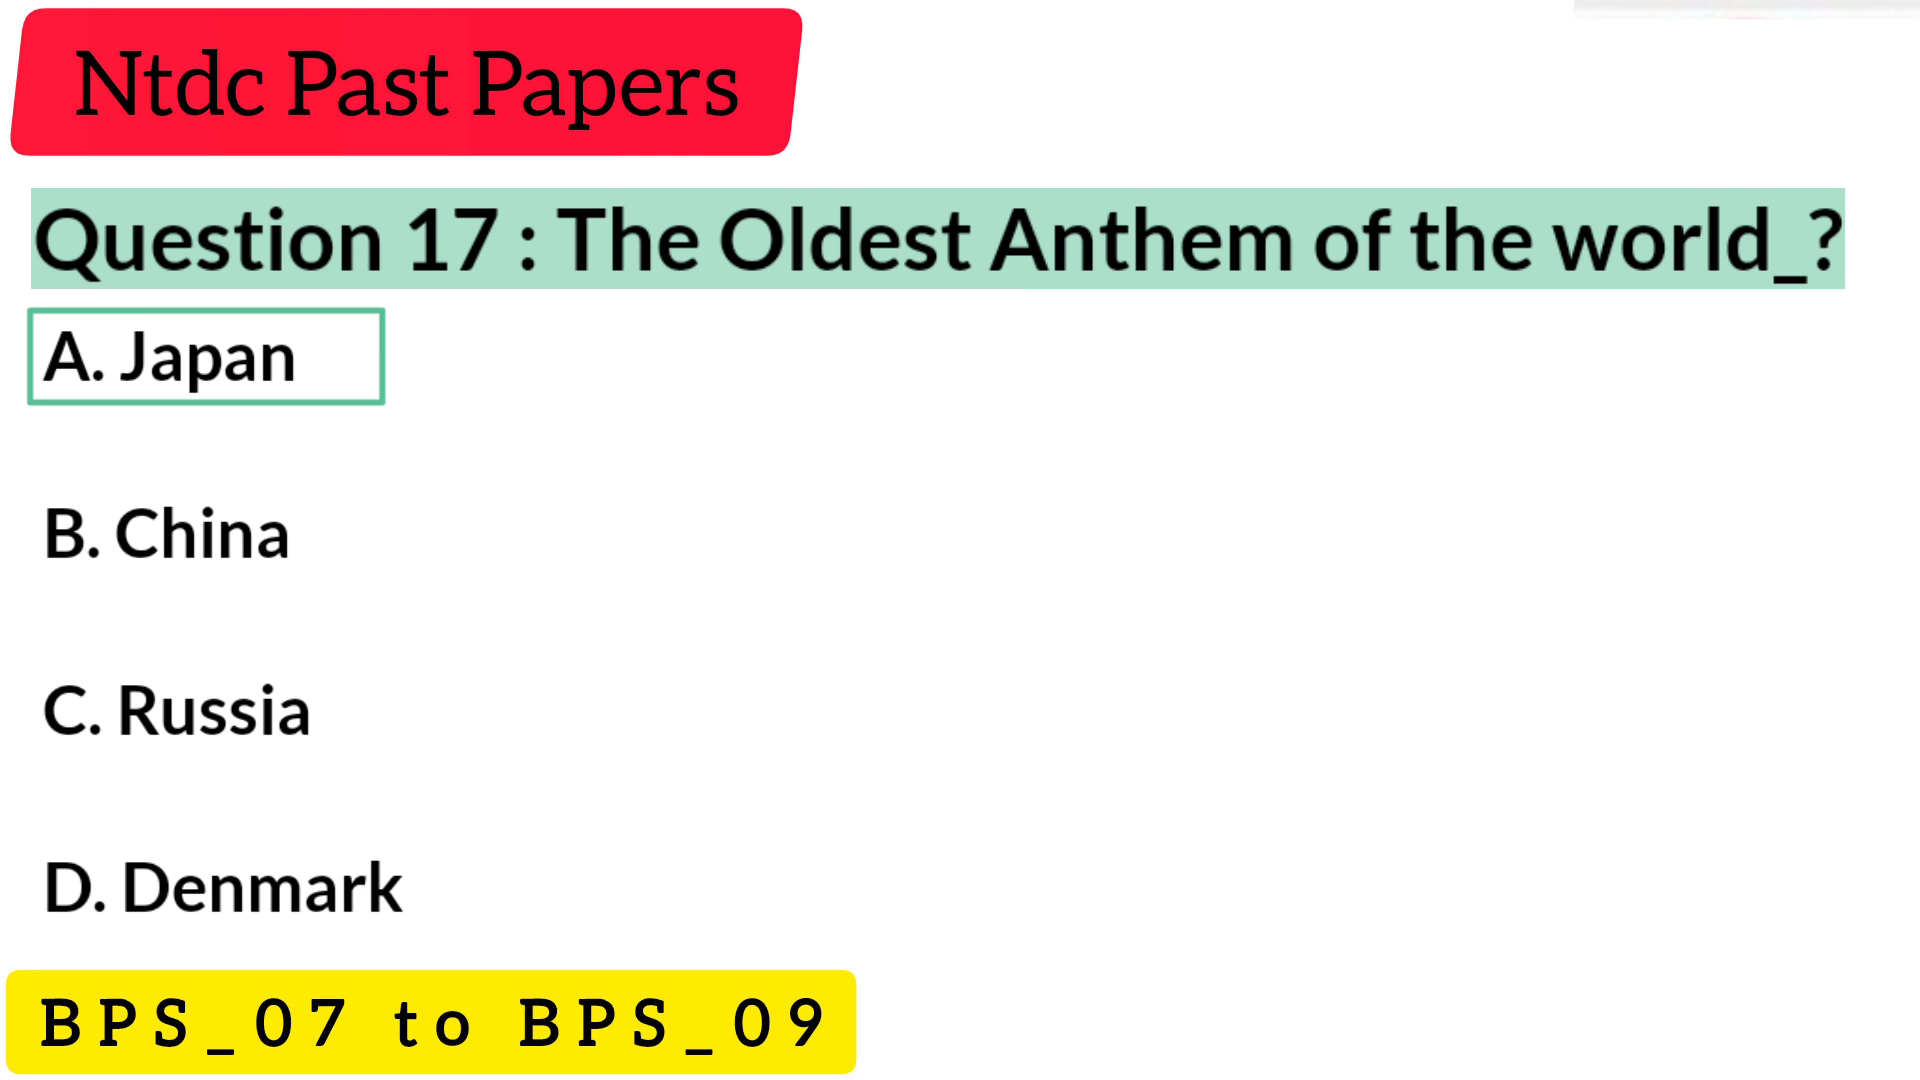 Ntdc Past Papers
Question 17 : The Oldest Anthem of the world_?
A. Japan
B. China
C. Russia
D. Denmark
BPS_07 to BPS_09